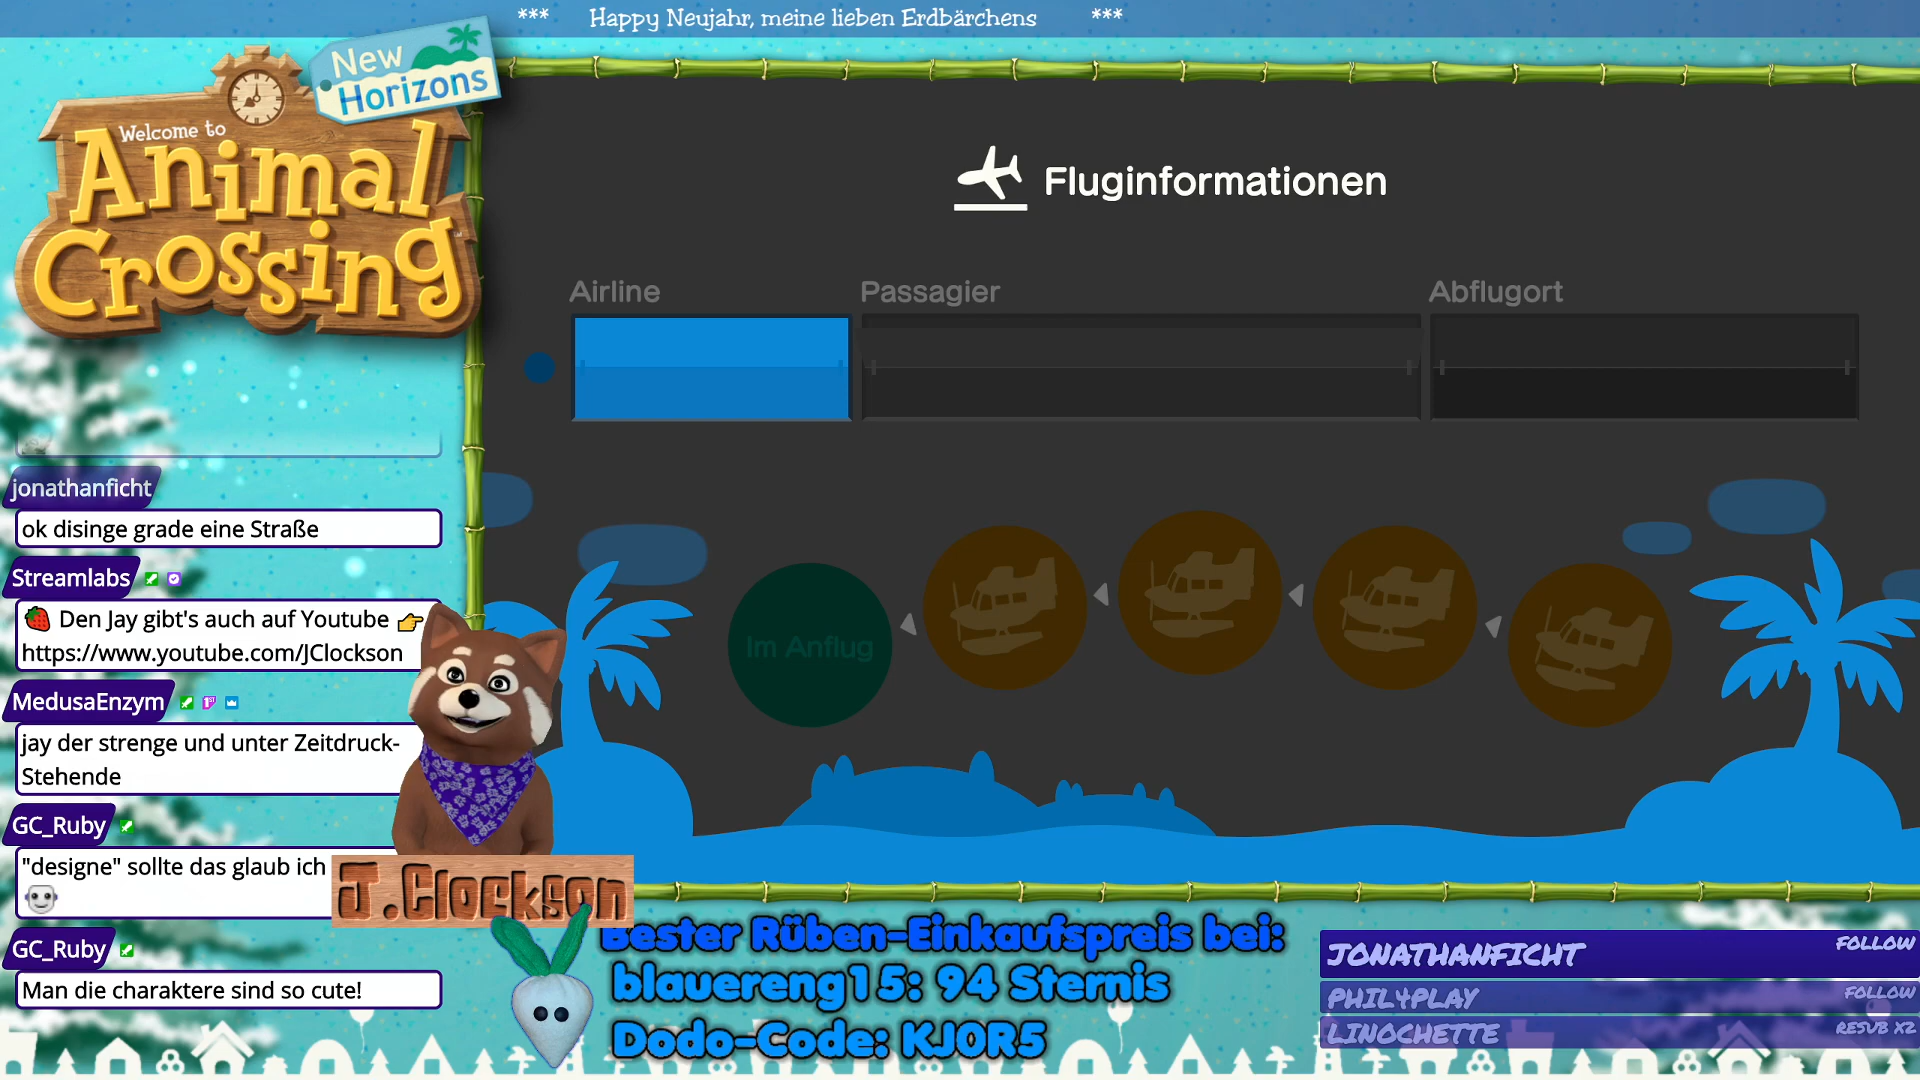 *** Happy Neujahr, meine lieben Erdbärchens ***
New
Horizons
Welcome to
Animal
Crossing
Fluginformationen
Airline Passagier Abflugort
Im Anflug
jonathanficht
ok disinge grade eine Straße
Streamlabs
Den Jay gibt's auch auf Youtube
https://www.youtube.com/JClockson
MedusaEnzym
jay der strenge und unter Zeitdruck-
Stehende
GC_Ruby
"designe" sollte das glaub ich
GC_Ruby
Man die charaktere sind so cute!
J.Clockson
Bester Rüben-Einkaufspreis bei:
blauereng15: 94 Sternis
Dodo-Code: KJ0R5
JONATHANFICHT FOLLOW
PHIL4PLAY FOLLOW
LINOCHETTE RESUB X2